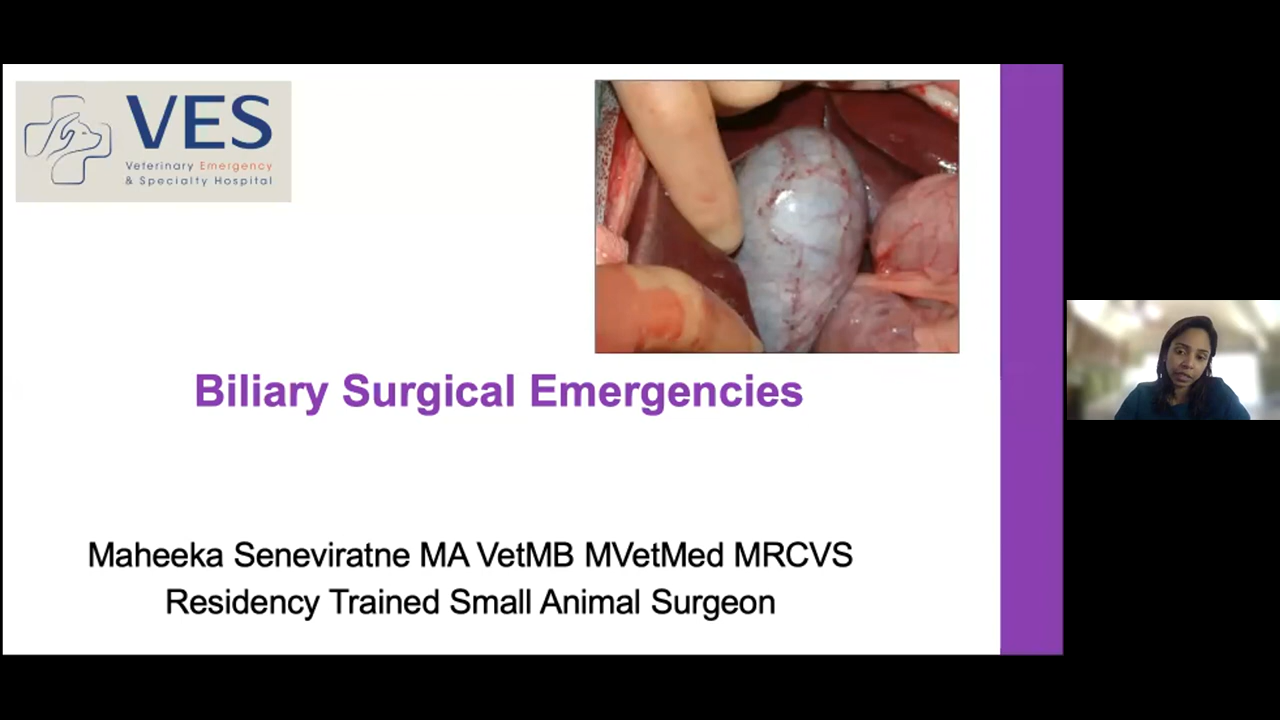 VES
Veterinary Emergency
& Specialty Hospital
Biliary Surgical Emergencies
Maheeka Seneviratne MA VetMB MVetMed MRCVS
Residency Trained Small Animal Surgeon